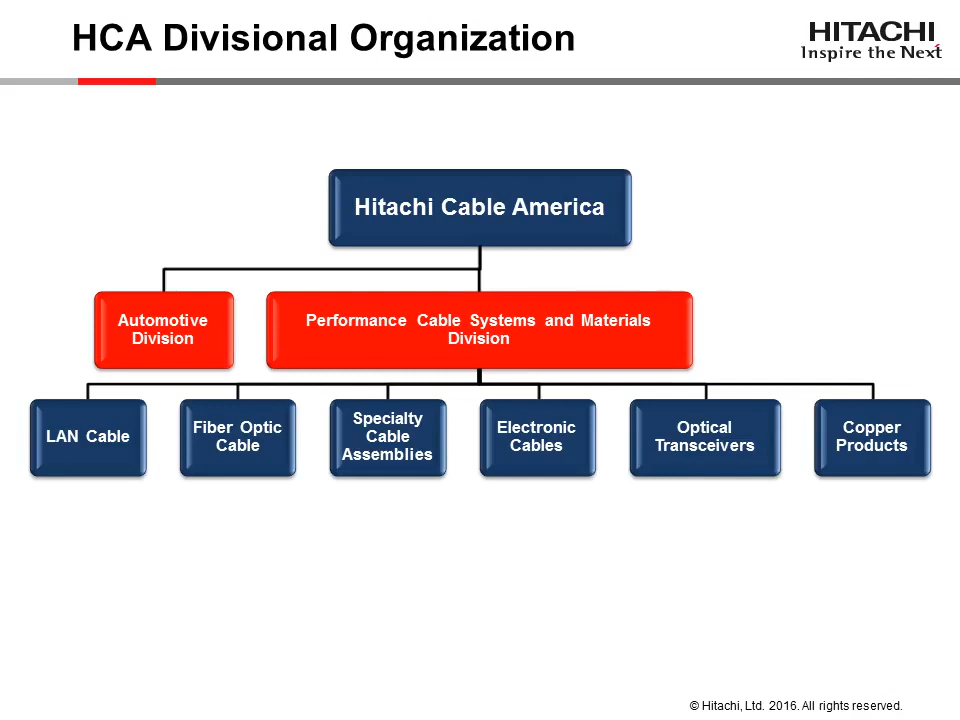 HCA Divisional Organization
HITACHI
Inspire the Next
Hitachi Cable America
Automotive
Division
Performance Cable Systems and Materials
Division
LAN Cable
Fiber Optic
Cable
Specialty
Cable
Assemblies
Electronic
Cables
Optical
Transceivers
Copper
Products
© Hitachi, Ltd. 2016. All rights reserved.